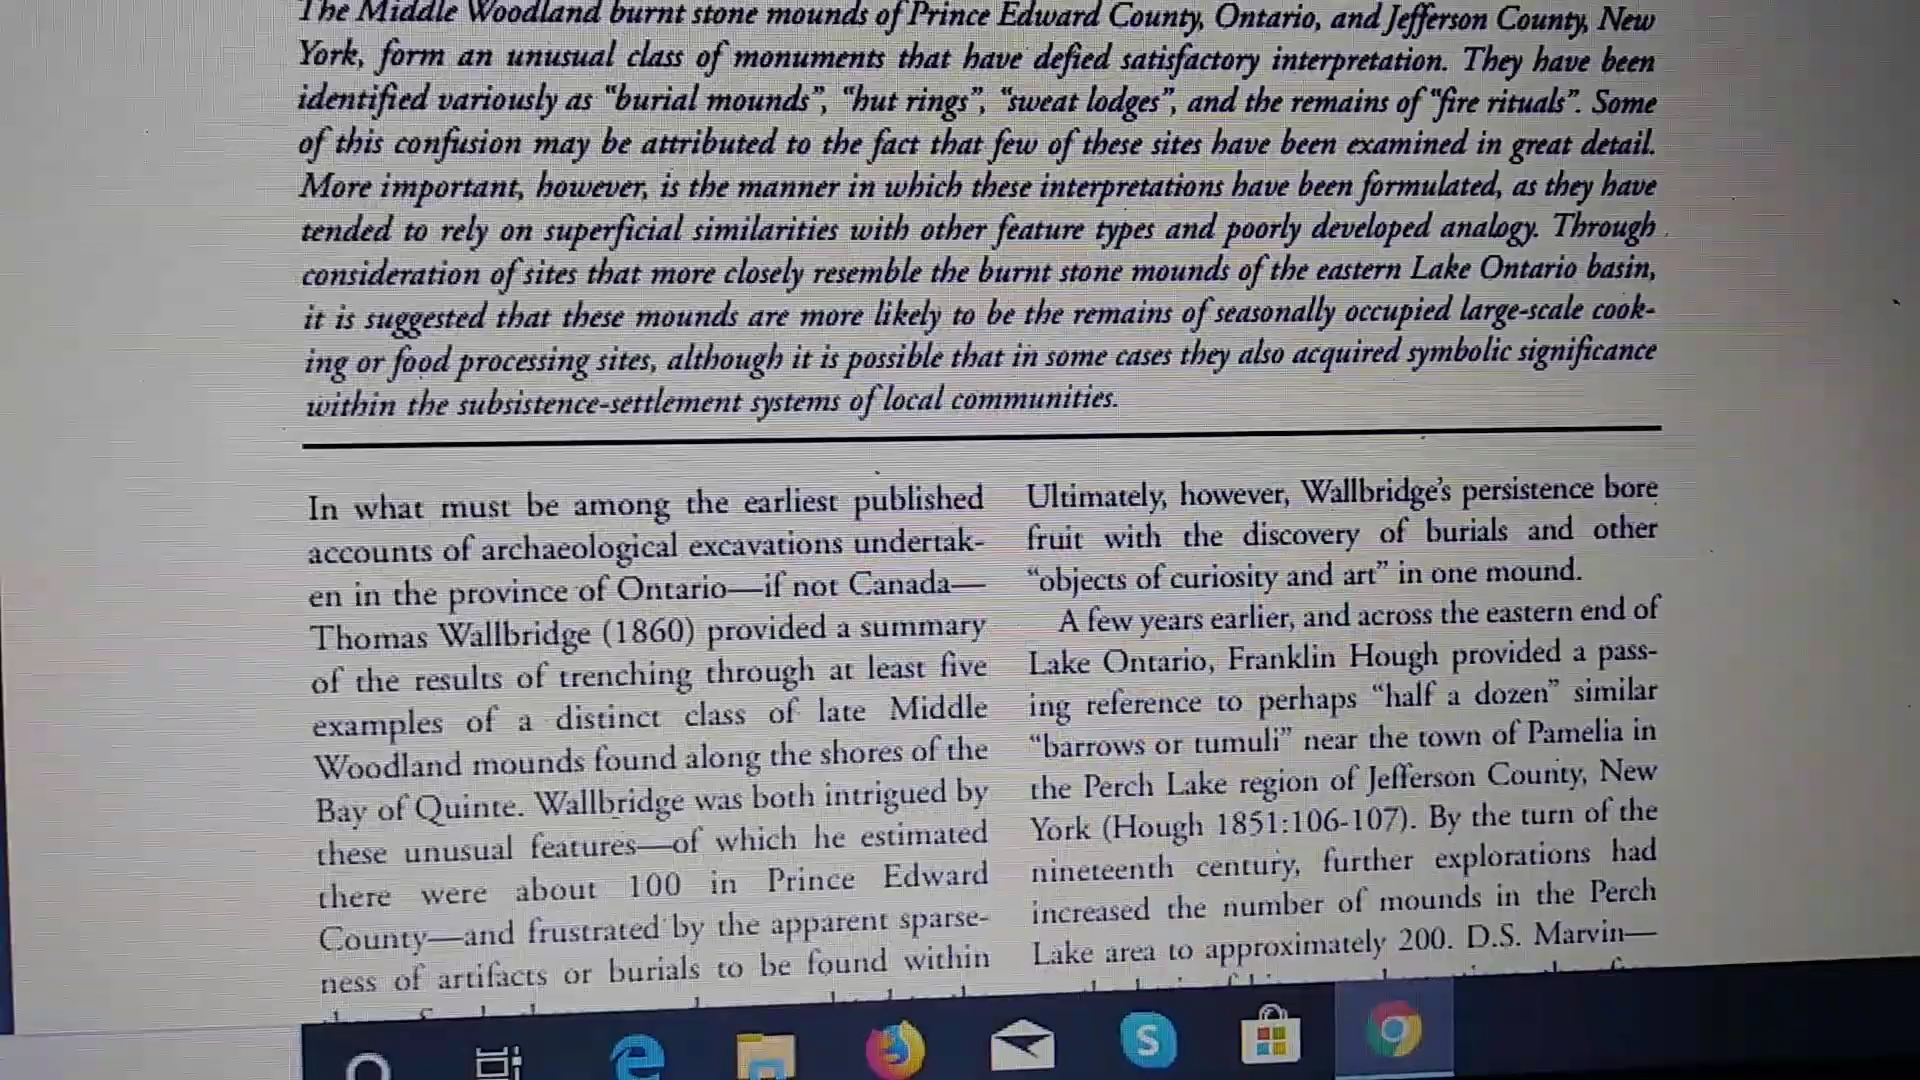 The Middle Woodland burnt stone mounds of Prince Edward County, Ontario, and Jefferson County, New
York, form an unusual class of monuments that have defied satisfactory interpretation. They have been
identified variously as “burial mounds”, “hut rings”, “sweat lodges”, and the remains of “fire rituals”. Some
of this confusion may be attributed to the fact that few of these sites have been examined in great detail.
More important, however, is the manner in which these interpretations have been formulated, as they have
tended to rely on superficial similarities with other feature types and poorly developed analogy. Through
consideration of sites that more closely resemble the burnt stone mounds of the eastern Lake Ontario basin,
it is suggested that these mounds are more likely to be the remains of seasonally occupied large-scale cook-
ing or food processing sites, although it is possible that in some cases they also acquired symbolic significance
within the subsistence-settlement systems of local communities.
In what must be among the earliest published
accounts of archaeological excavations undertak-
en in the province of Ontario—if not Canada—
Thomas Wallbridge (1860) provided a summary
of the results of trenching through at least five
examples of a distinct class of late Middle
Woodland mounds found along the shores of the
Bay of Quinte. Wallbridge was both intrigued by
these unusual features—of which he estimated
there were about 100 in Prince Edward
County—and frustrated by the apparent sparse-
ness of artifacts or burials to be found within
Ultimately, however, Wallbridge’s persistence bore
fruit with the discovery of burials and other
“objects of curiosity and art” in one mound.
A few years earlier, and across the eastern end of
Lake Ontario, Franklin Hough provided a pass-
ing reference to perhaps “half a dozen” similar
“barrows or tumuli” near the town of Pamelia in
the Perch Lake region of Jefferson County, New
York (Hough 1851:106-107). By the turn of the
nineteenth century, further explorations had
increased the number of mounds in the Perch
Lake area to approximately 200. D.S. Marvin—